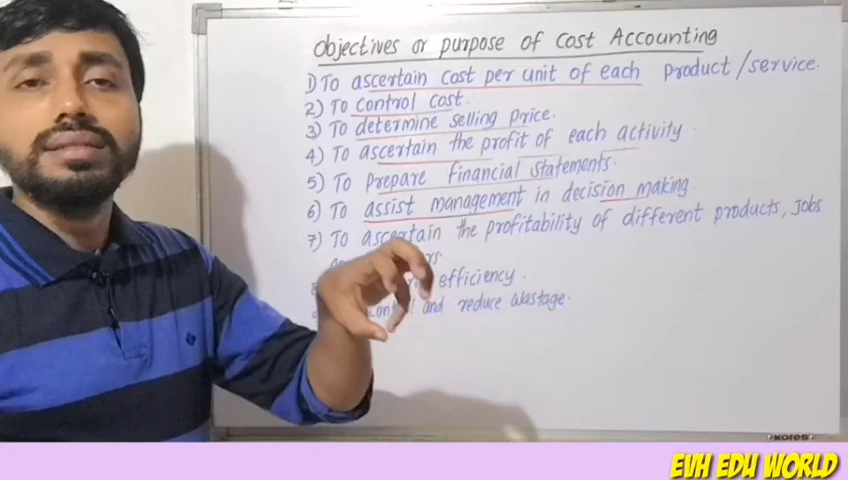 Objectives or purpose of Cost Accounting
1) To ascertain cost per unit of each product / service.
2) To control cost.
3) To determine selling price.
4) To ascertain the profit of each activity
5) To Prepare financial statements.
6) To assist management in decision making
7) To ascertain the profitability of different products, Jobs
efficiency.
and reduce wastage.
KORES
EVH EDU WORLD